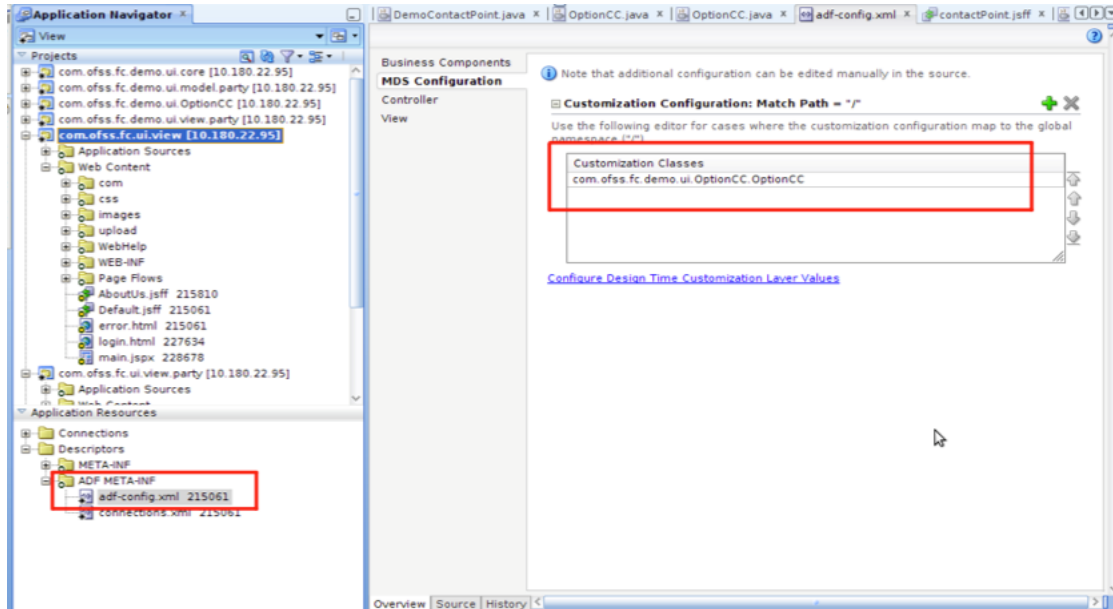 Application Navigator
View
Projects
com.ofss.fc.demo.ui.core [10.180.22.95]
com.ofss.fc.demo.ui.model.party [10.180.22.95]
com.ofss.fc.demo.ui.OptionCC [10.180.22.95]
com.ofss.fc.demo.ui.view.party [10.180.22.95]
com.ofss.fc.ui.view [10.180.22.95]
Application Sources
Web Content
com
css
images
upload
WebHelp
WEB-INF
Page Flows
AboutUs.jsff 215810
Default.jsff 215061
error.html 215061
login.html 227634
main.jspx 228678
com.ofss.fc.ui.view.party [10.180.22.95]
Application Sources
Web Content
Application Resources
Connections
Descriptors
META-INF
ADF META-INF
adf-config.xml 215061
connections.xml 215061
DemoContactPoint.java
OptionCC.java
OptionCC.java
adf-config.xml
contactPoint.jsff
Business Components
MDS Configuration
Controller
View
Note that additional configuration can be edited manually in the source.
Customization Configuration: Match Path = "/"
Use the following editor for cases where the customization configuration map to the global
namespace ("/")
Customization Classes
com.ofss.fc.demo.ui.OptionCC.OptionCC
Configure Design Time Customization Layer Values
Overview Source History